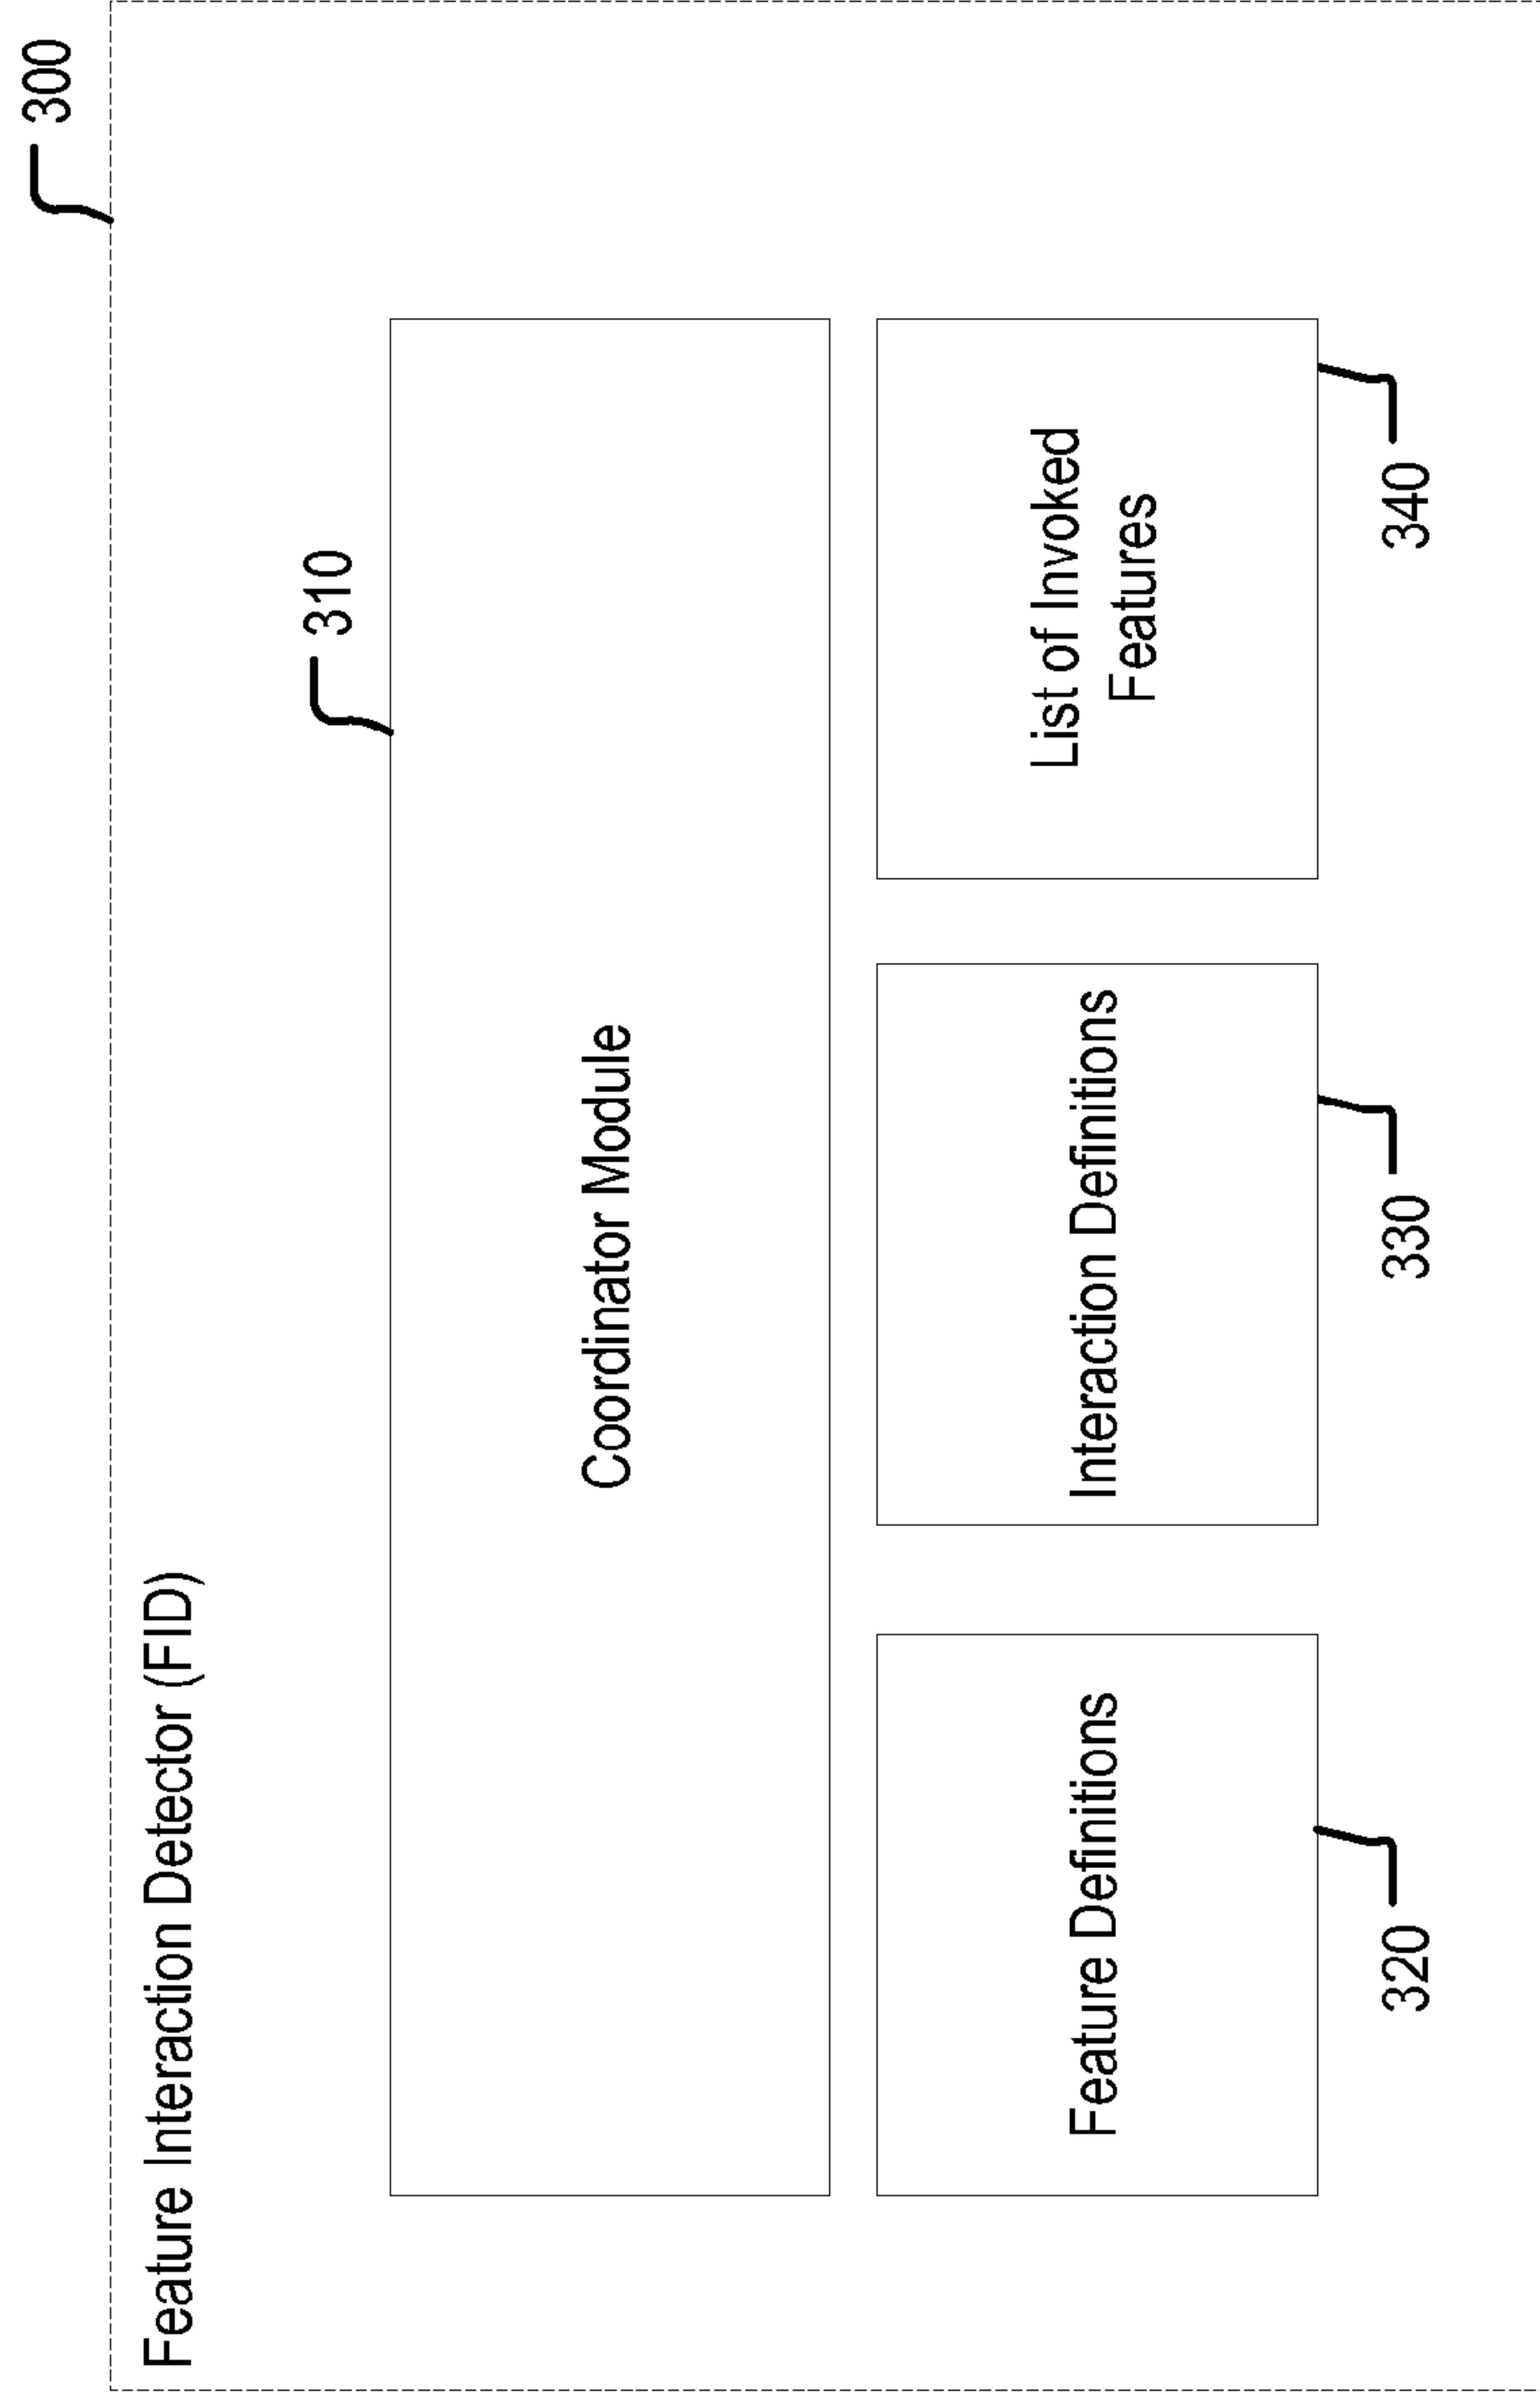 300
Feature Interaction Detector (FID)
310
Coordinator Module
Feature Definitions
Interaction Definitions
List of Invoked
Features
320
330
340